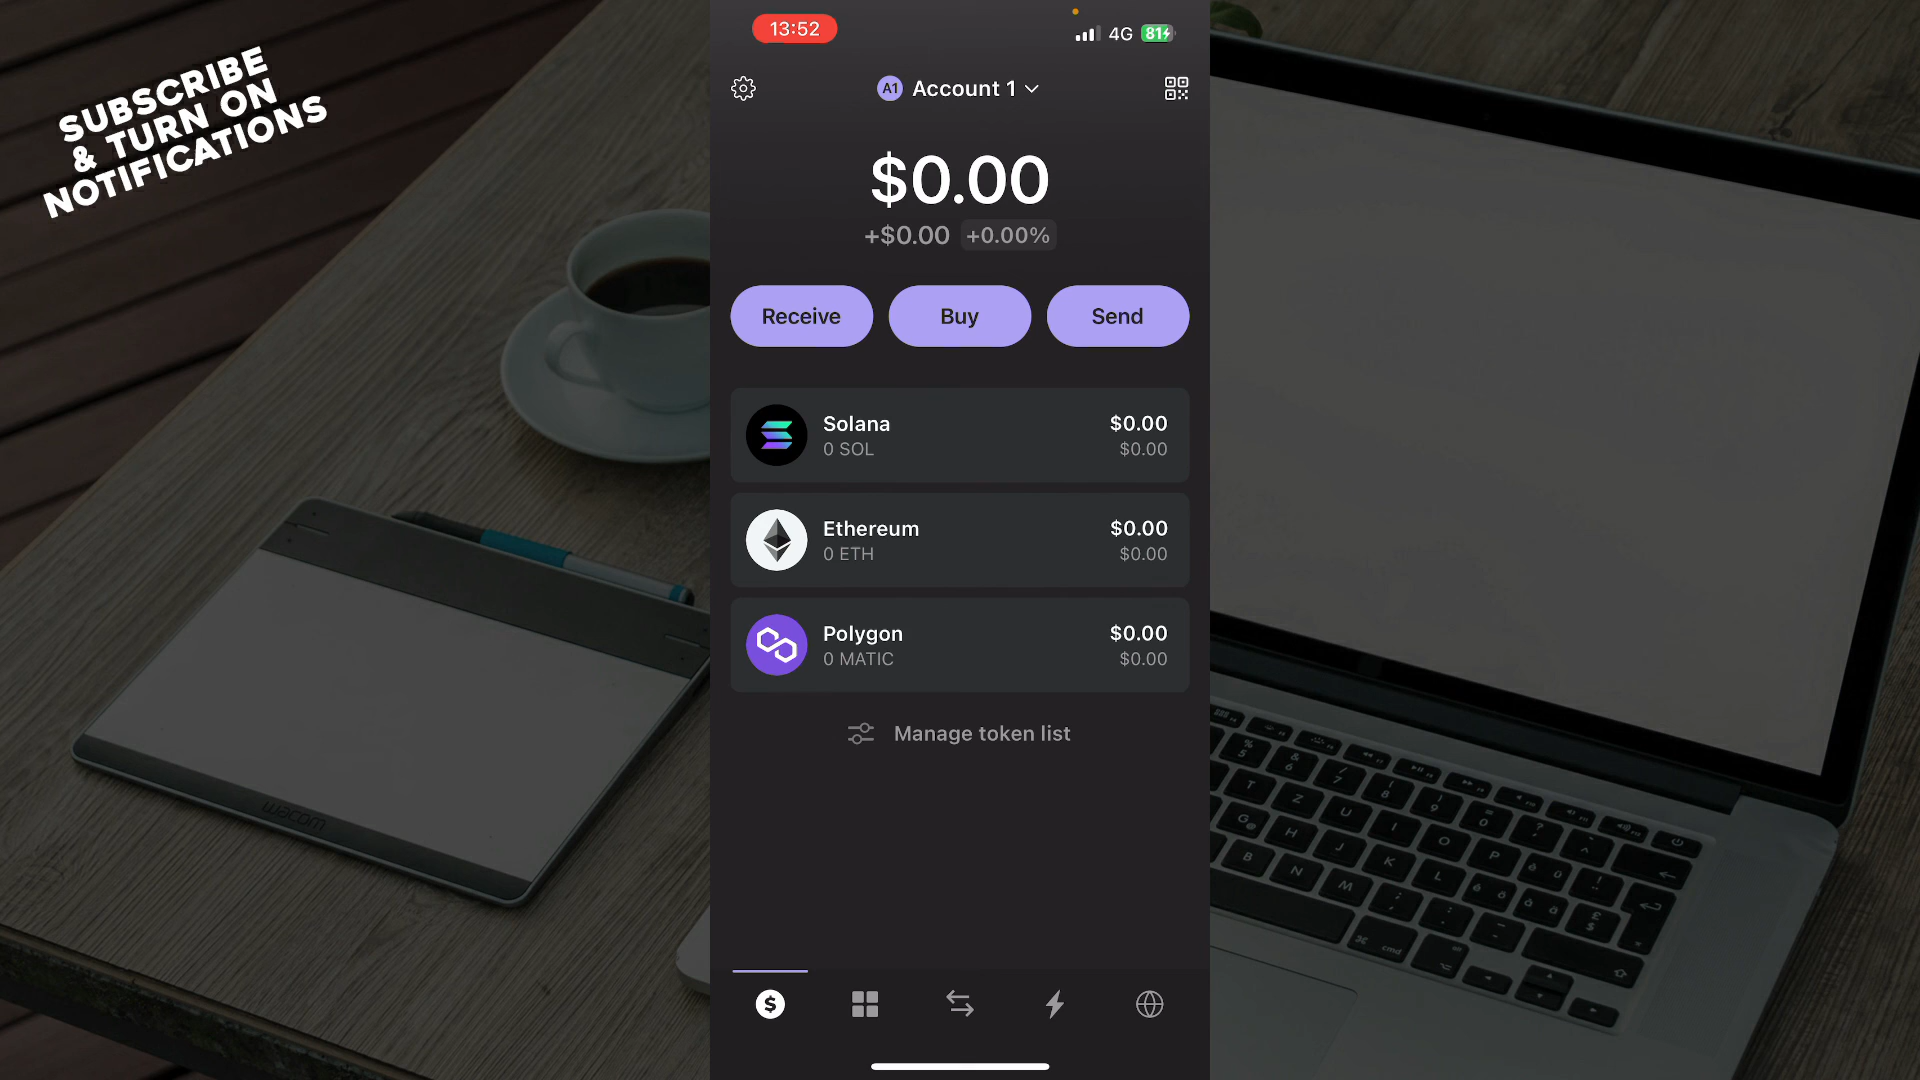 SUBSCRIBE
& TURN ON
NOTIFICATIONS
13:52
4G 81
A1 Account 1
$0.00
+$0.00 +0.00%
Receive Buy Send
Solana $0.00
0 SOL $0.00
Ethereum $0.00
0 ETH $0.00
Polygon $0.00
0 MATIC $0.00
Manage token list
wacom